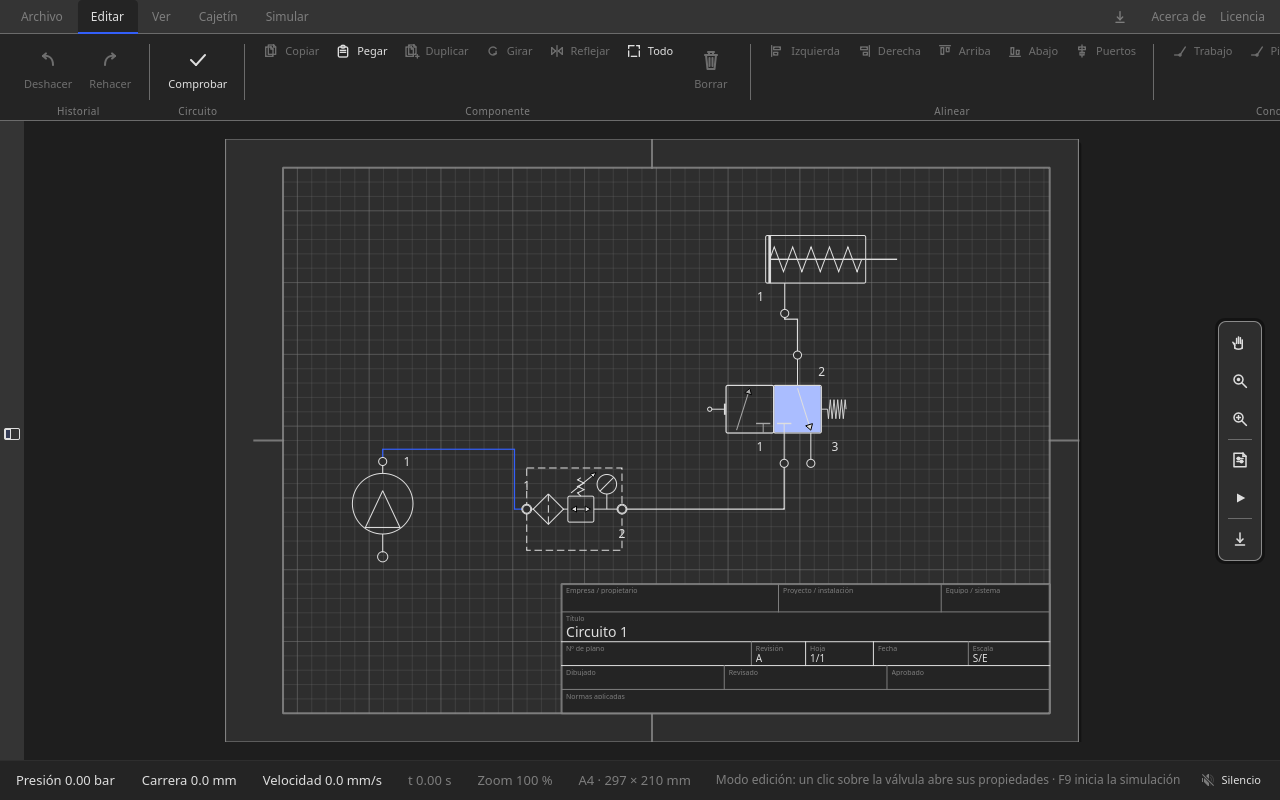 Archivo
Editar
Ver
Cajetín
Simular
Acerca de
Licencia
Deshacer
Rehacer
Historial
Comprobar
Circuito
Copiar
Pegar
Duplicar
Girar
Reflejar
Todo
Borrar
Componente
Izquierda
Derecha
Arriba
Abajo
Puertos
Alinear
Trabajo
1
2
1
3
1
1
2
Empresa / propietario
Proyecto / instalación
Equipo / sistema
Título
Circuito 1
Nº de plano
Revisión
A
Hoja
1/1
Fecha
Escala
S/E
Dibujado
Revisado
Aprobado
Normas aplicadas
Presión 0.00 bar
Carrera 0.0 mm
Velocidad 0.0 mm/s
t 0.00 s
Zoom 100 %
A4 · 297 × 210 mm
Modo edición: un clic sobre la válvula abre sus propiedades · F9 inicia la simulación
Silencio